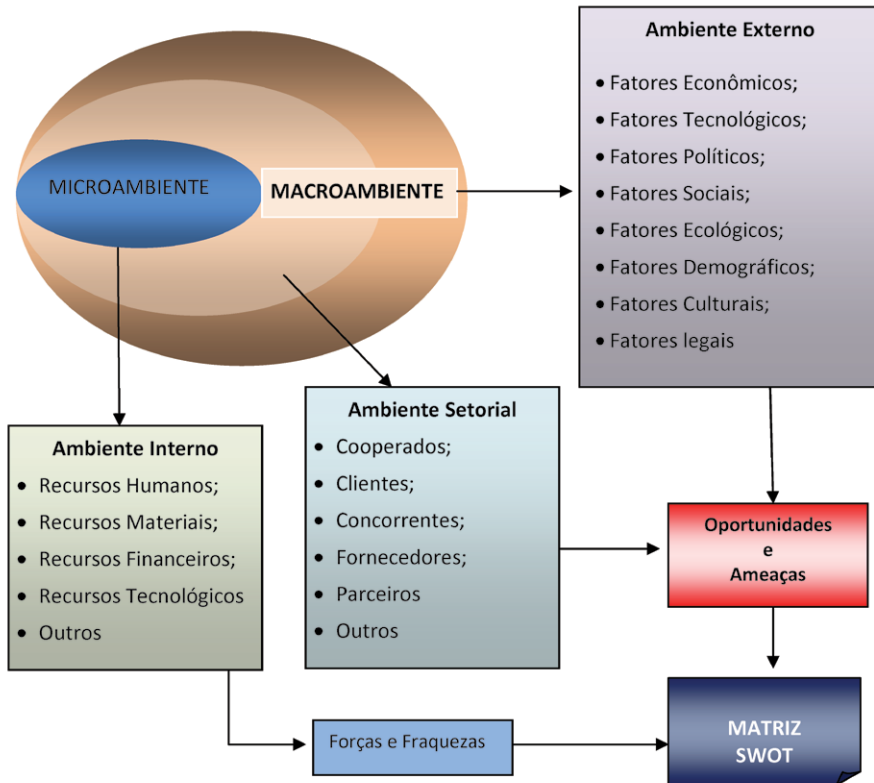 MICROAMBIENTE
MACROAMBIENTE
Ambiente Externo
• Fatores Econômicos;
• Fatores Tecnológicos;
• Fatores Políticos;
• Fatores Sociais;
• Fatores Ecológicos;
• Fatores Demográficos;
• Fatores Culturais;
• Fatores legais
Ambiente Interno
• Recursos Humanos;
• Recursos Materiais;
• Recursos Financeiros;
• Recursos Tecnológicos
• Outros
Ambiente Setorial
• Cooperados;
• Clientes;
• Concorrentes;
• Fornecedores;
• Parceiros
• Outros
Oportunidades
e
Ameaças
Forças e Fraquezas
MATRIZ
SWOT